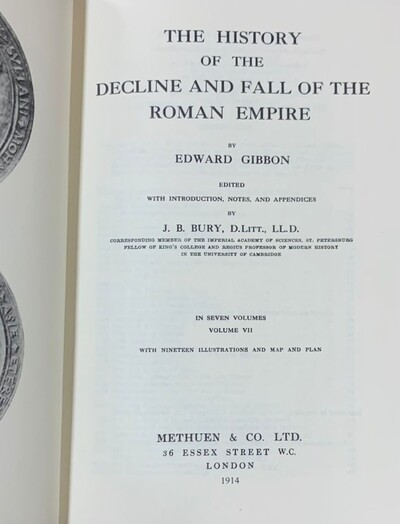 THE HISTORY
OF THE
DECLINE AND FALL OF THE
ROMAN EMPIRE
BY
EDWARD GIBBON
EDITED
WITH INTRODUCTION, NOTES, AND APPENDICES
BY
J. B. BURY, D.Litt., LL.D.
CORRESPONDING MEMBER OF THE IMPERIAL ACADEMY OF SCIENCES, ST. PETERSBURG
FELLOW OF KING'S COLLEGE AND REGIUS PROFESSOR OF MODERN HISTORY
IN THE UNIVERSITY OF CAMBRIDGE
IN SEVEN VOLUMES
VOLUME VII
WITH NINETEEN ILLUSTRATIONS AND MAP AND PLAN
METHUEN & CO. LTD.
36 ESSEX STREET W.C.
LONDON
1914